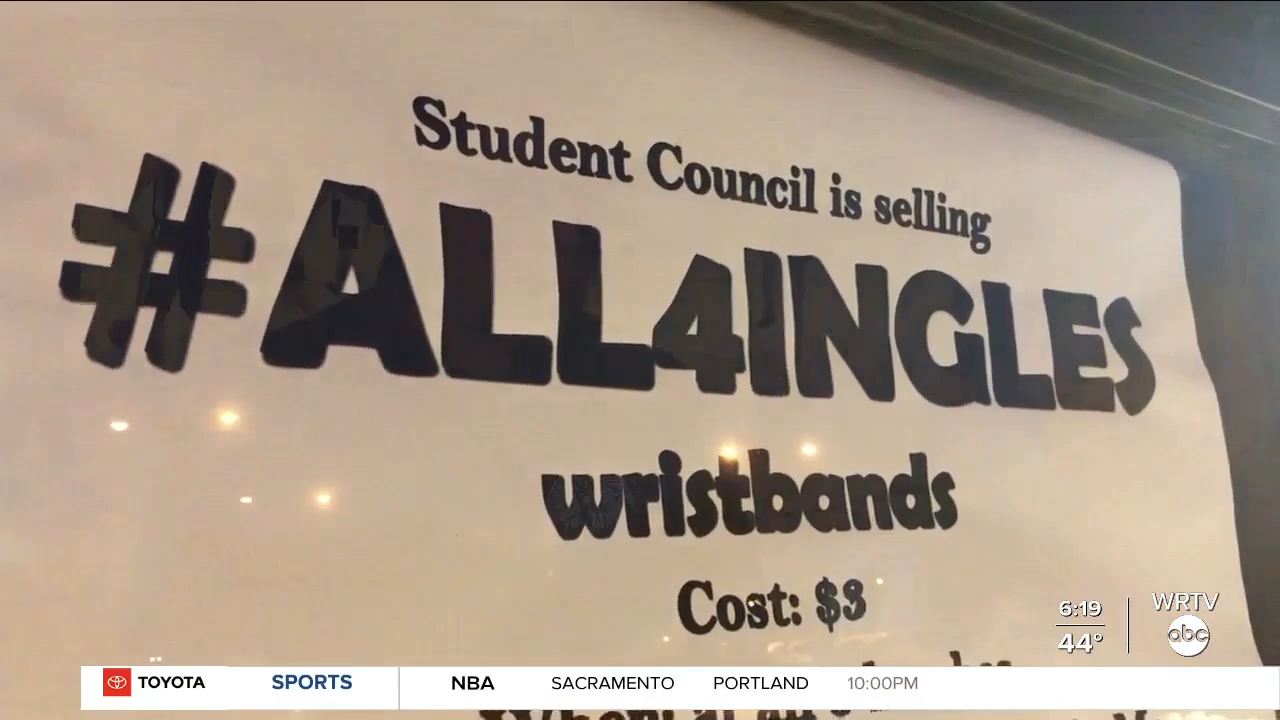 Student Council is selling
#ALL4INGLES
wristbands
Cost: $3
6:19
44°
WRTV
abc
TOYOTA SPORTS NBA SACRAMENTO PORTLAND 10:00PM